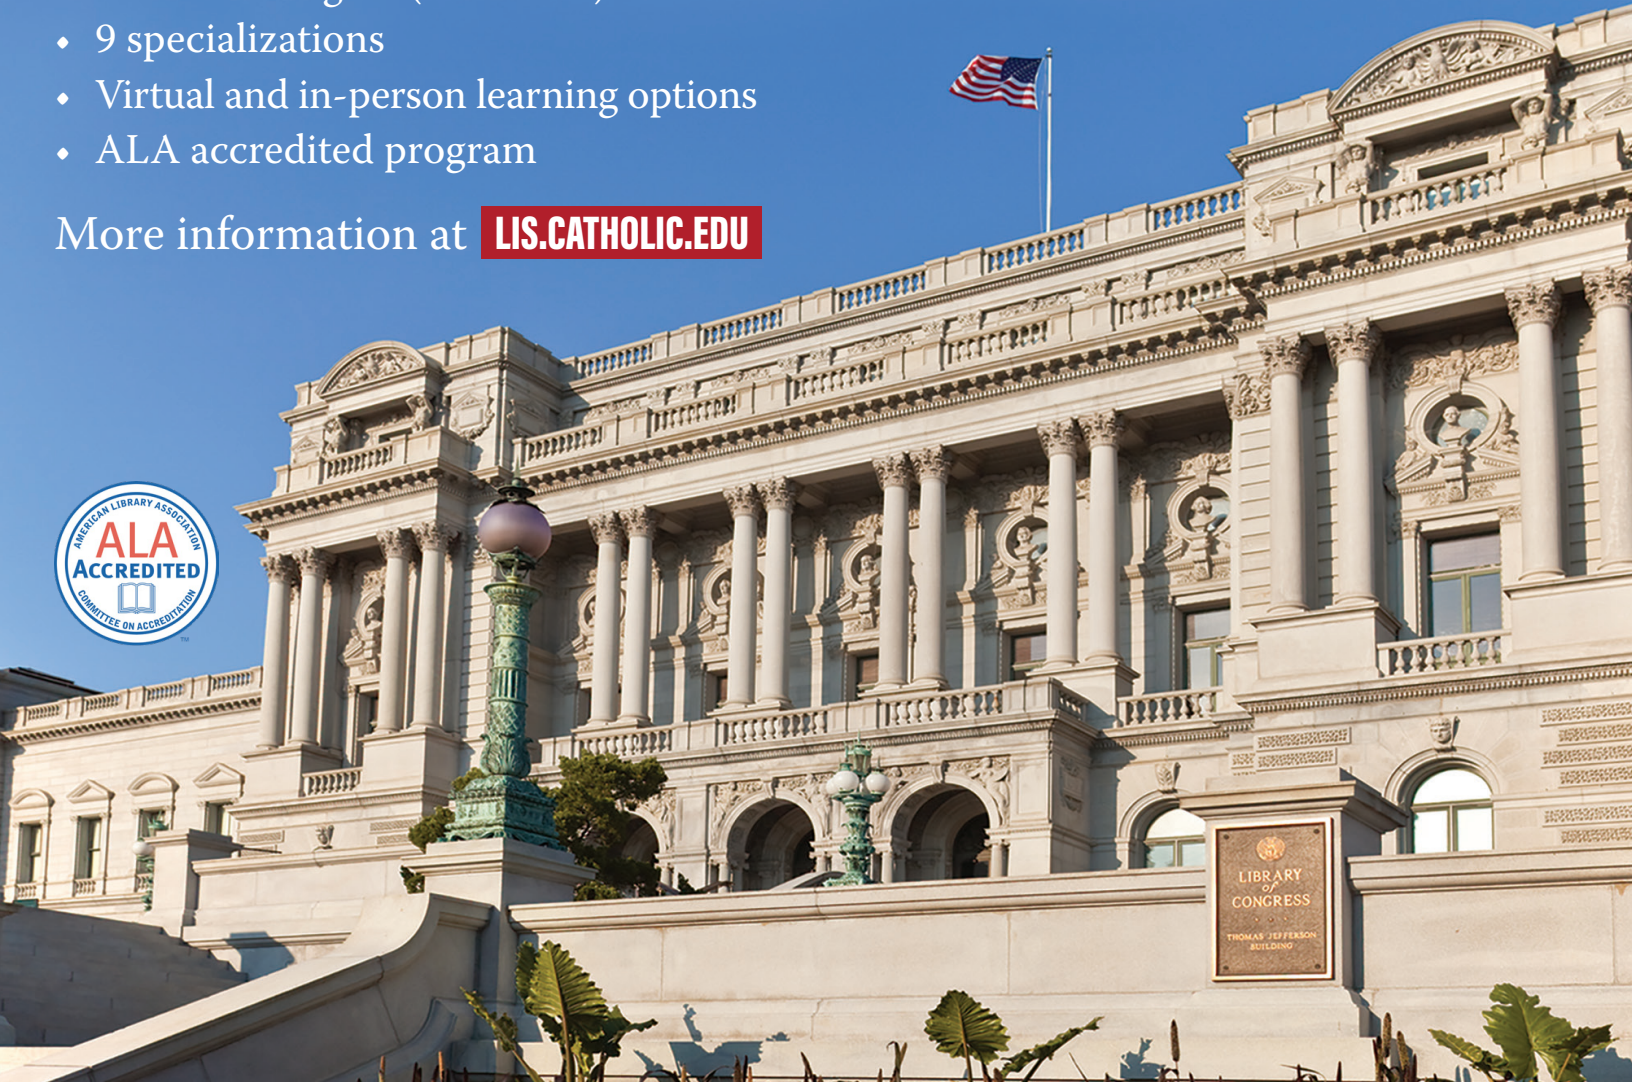 • 9 specializations
• Virtual and in-person learning options
• ALA accredited program
More information at LIS.CATHOLIC.EDU
AMERICAN LIBRARY ASSOCIATION
ALA
ACCREDITED
COMMITTEE ON ACCREDITATION
TM
LIBRARY
of
CONGRESS
THOMAS JEFFERSON
BUILDING